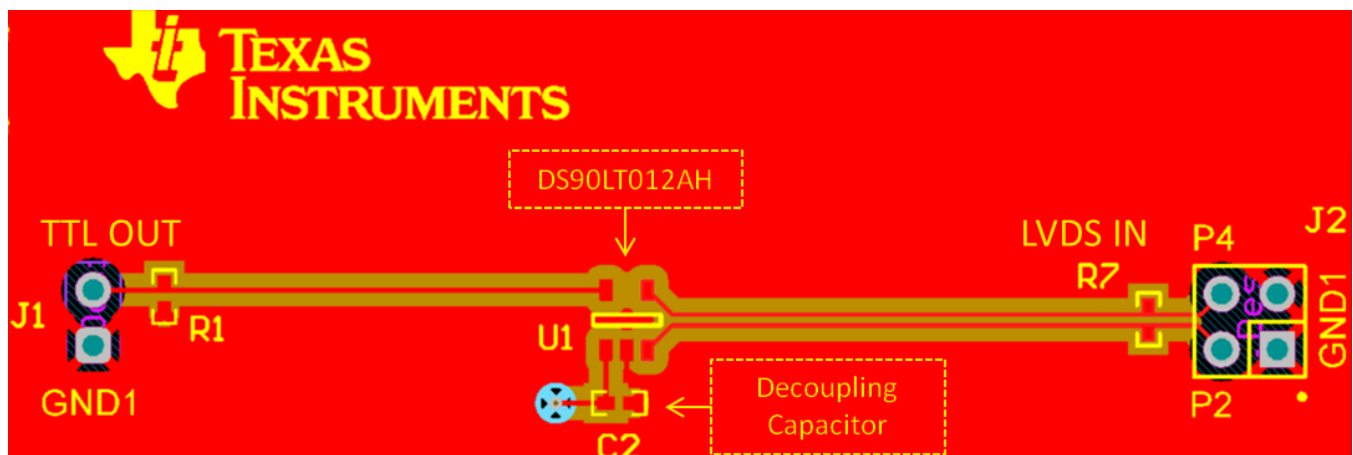 TEXAS
INSTRUMENTS
DS90LT012AH
TTL OUT
LVDS IN
P4
J2
R7
J1
R1
U1
GND1
GND1
Decoupling
Capacitor
P2
C2